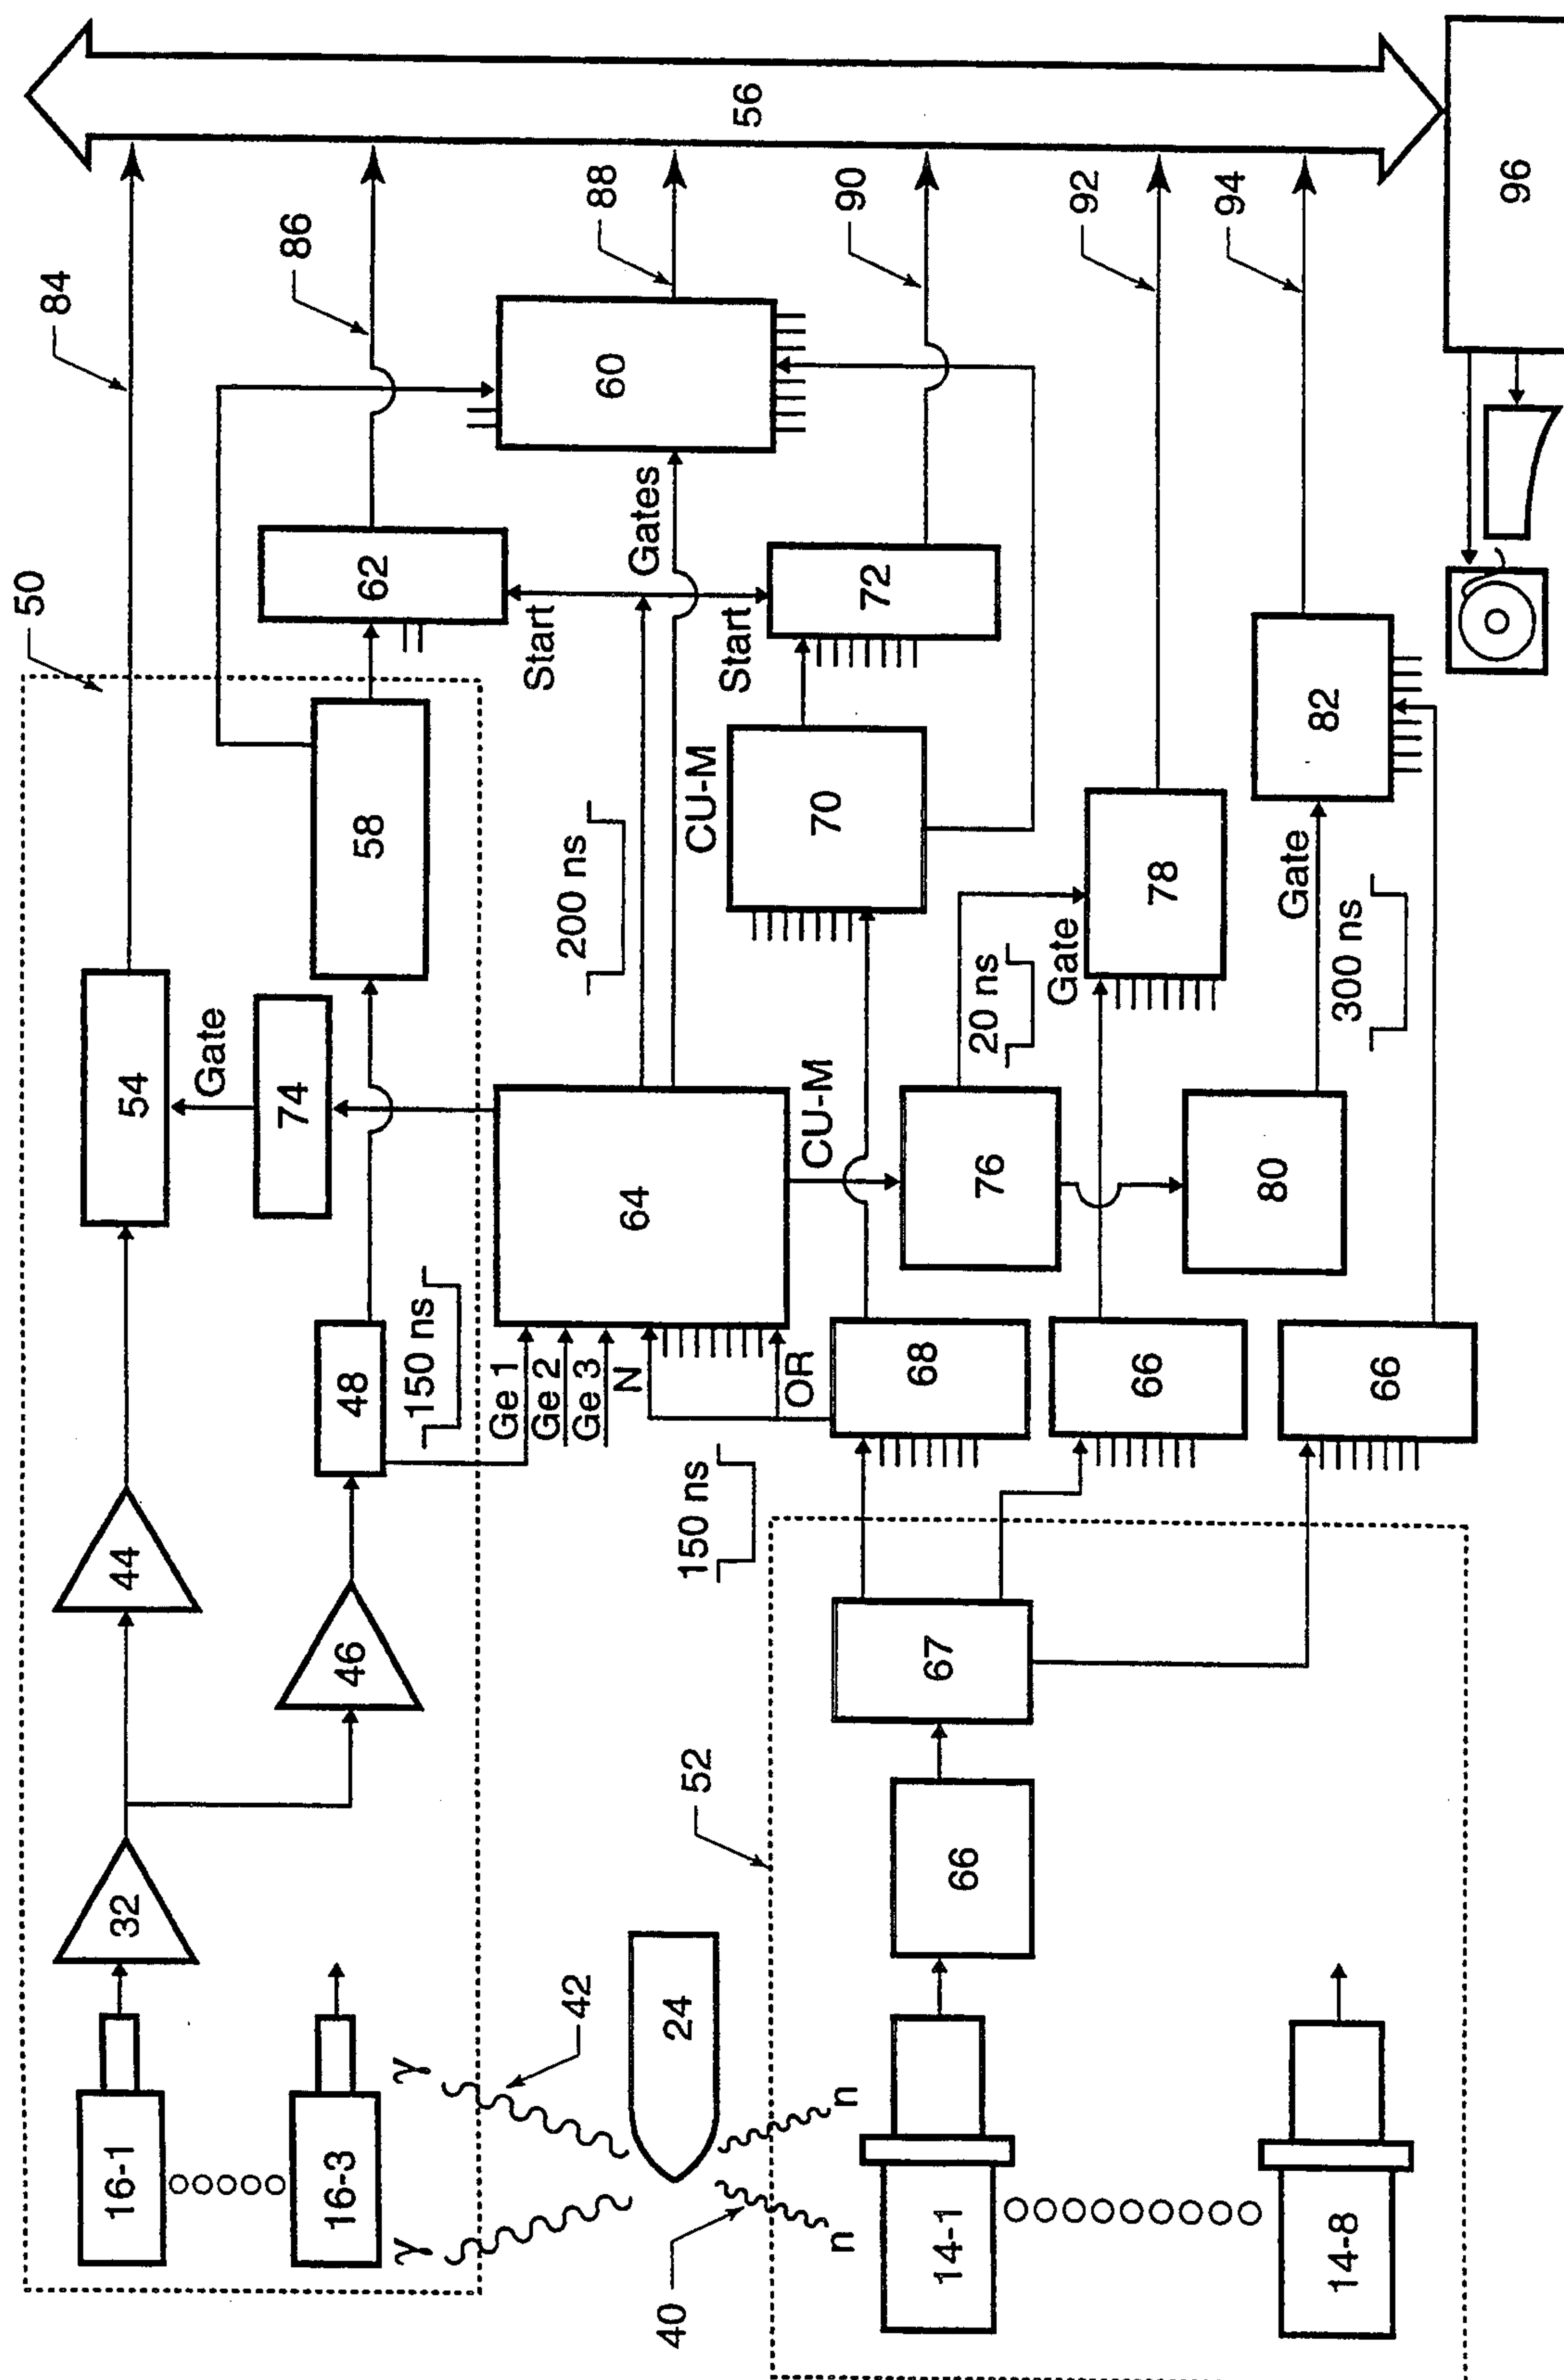 50
84
16-1
32
44
54
Gate
74
16-3
46
48
58
150 ns
62
86
γ
γ
42
24
40
n
n
52
Ge 1
Ge 2
Ge 3
N
OR
64
200 ns
Start
Start
Gates
60
88
56
CU-M
CU-M
70
72
90
150 ns
14-1
66
67
68
76
20 ns
Gate
78
92
66
80
Gate
300 ns
82
94
14-8
66
96